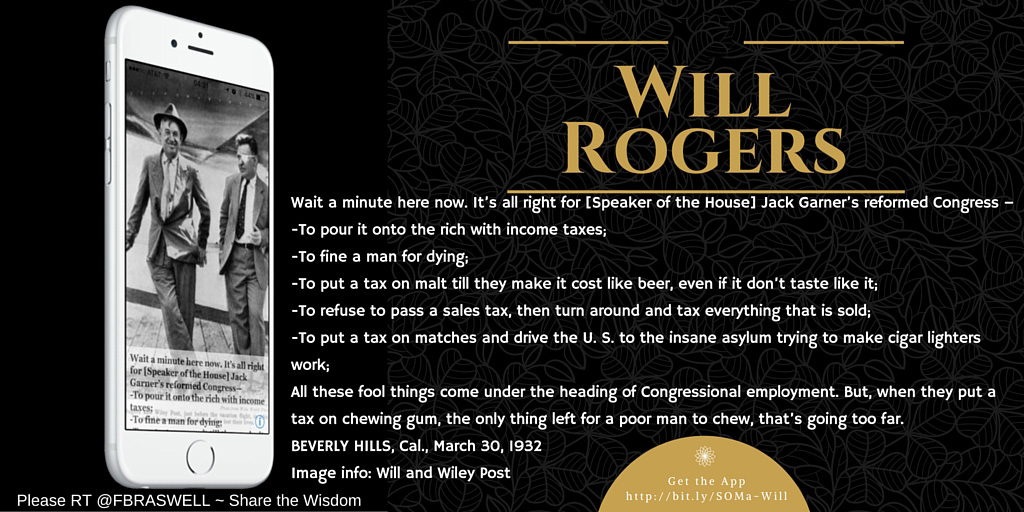 WILL
ROGERS
Wait a minute here now. It's all right for [Speaker of the House] Jack Garner's reformed Congress –
-To pour it onto the rich with income taxes;
-To fine a man for dying;
-To put a tax on malt till they make it cost like beer, even if it don't taste like it;
-To refuse to pass a sales tax, then turn around and tax everything that is sold;
-To put a tax on matches and drive the U. S. to the insane asylum trying to make cigar lighters
work;
All these fool things come under the heading of Congressional employment. But, when they put a
tax on chewing gum, the only thing left for a poor man to chew, that's going too far.
BEVERLY HILLS, Cal., March 30, 1932
Image info: Will and Wiley Post
Wait a minute here now. It's all right
for [Speaker of the House] Jack
Garner's reformed Congress–
-To pour it onto the rich with income
taxes;
-To fine a man for dying;
Get the App
http://bit.ly/SOMa-Will
Please RT @FBRASWELL ~ Share the Wisdom